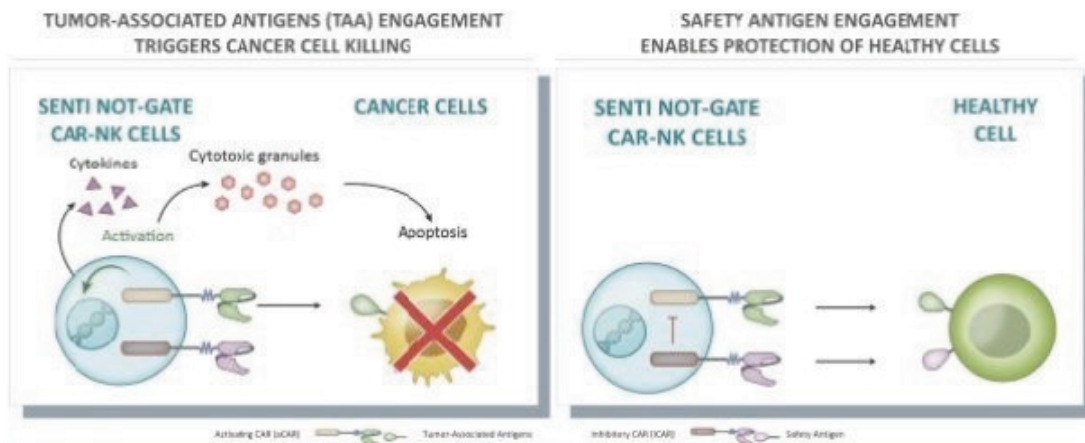 TUMOR-ASSOCIATED ANTIGENS (TAA) ENGAGEMENT
TRIGGERS CANCER CELL KILLING
SENTI NOT-GATE
CAR-NK CELLS
CANCER CELLS
Cytokines
Cytotoxic granules
Activation
Apoptosis
SAFETY ANTIGEN ENGAGEMENT
ENABLES PROTECTION OF HEALTHY CELLS
SENTI NOT-GATE
CAR-NK CELLS
HEALTHY
CELL
Activating CAR (aCAR)
Tumor-Associated Antigens
Inhibitory CAR (iCAR)
Safety Antigen